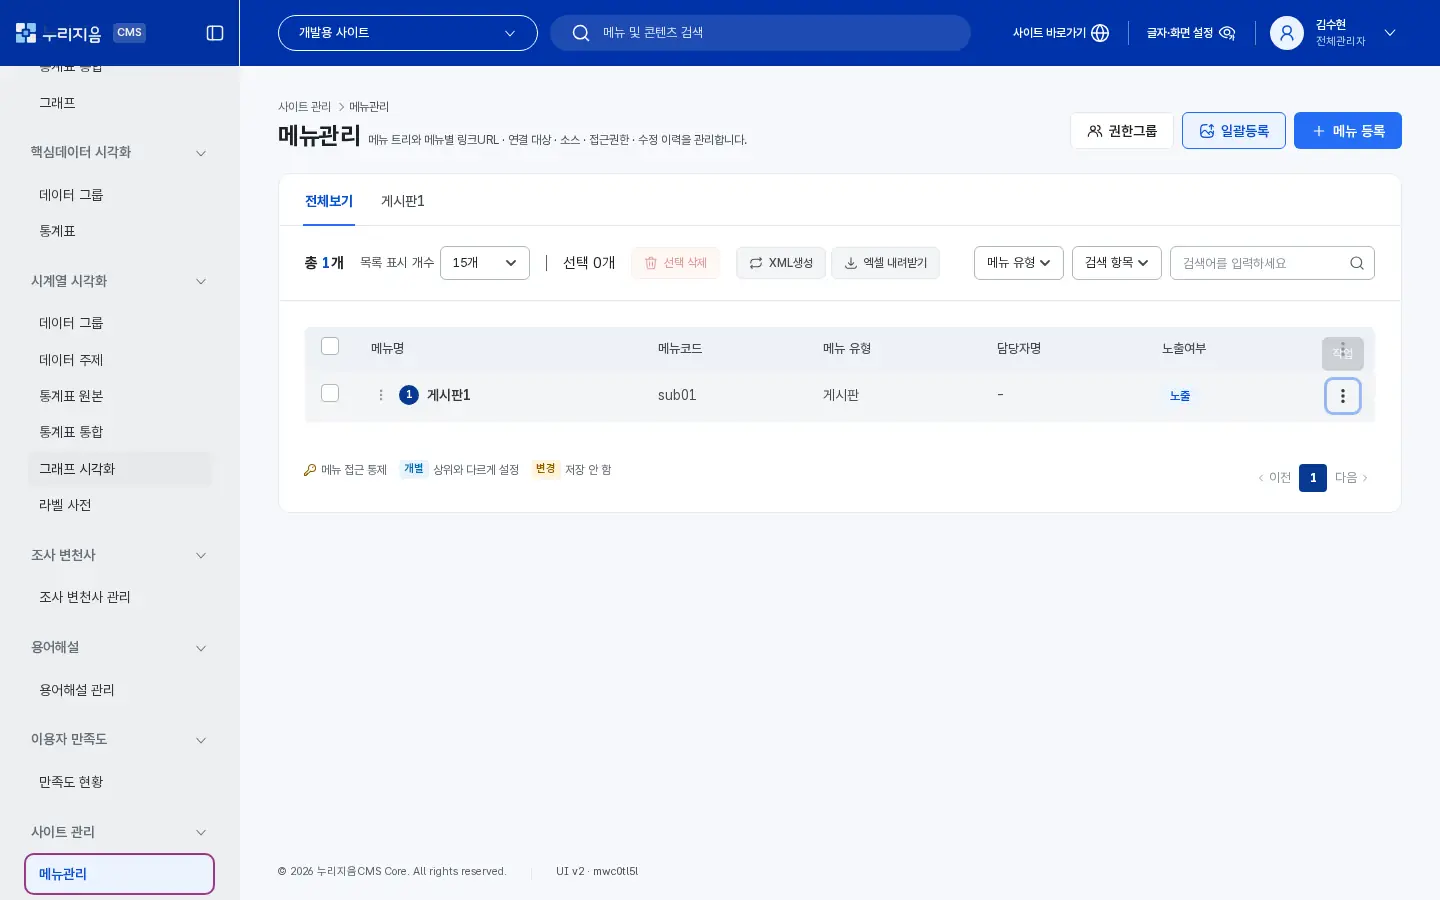 누리지음 CMS
개발용 사이트
메뉴 및 콘텐츠 검색
사이트 바로가기
글자·화면 설정
김수현
전체관리자
통계표 통합
그래프
핵심데이터 시각화
데이터 그룹
통계표
시계열 시각화
데이터 그룹
데이터 주제
통계표 원본
통계표 통합
그래프 시각화
라벨 사전
조사 변천사
조사 변천사 관리
용어해설
용어해설 관리
이용자 만족도
만족도 현황
사이트 관리
메뉴관리
사이트 관리 > 메뉴관리
메뉴관리 메뉴 트리와 메뉴별 링크URL · 연결 대상 · 소스 · 접근권한 · 수정 이력을 관리합니다.
권한그룹
일괄등록
메뉴 등록
전체보기 게시판1
총 1개 목록 표시 개수 15개 선택 0개 선택 삭제 XML생성 엑셀 내려받기 메뉴 유형 검색 항목 검색어를 입력하세요
메뉴명 메뉴코드 메뉴 유형 담당자명 노출여부 작업
1 게시판1 sub01 게시판 - 노출
메뉴 접근 통제 개별 상위와 다르게 설정 변경 저장 안 함
이전 1 다음
© 2026 누리지음CMS Core. All rights reserved. UI v2 · mwc0tl5l